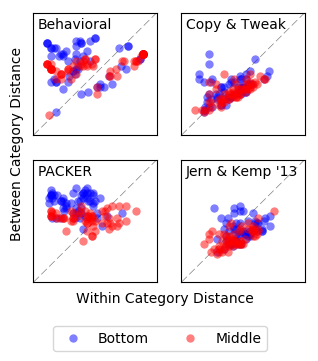 Behavioral
Copy & Tweak
PACKER
Jern & Kemp '13
Between Category Distance
Within Category Distance
Bottom
Middle